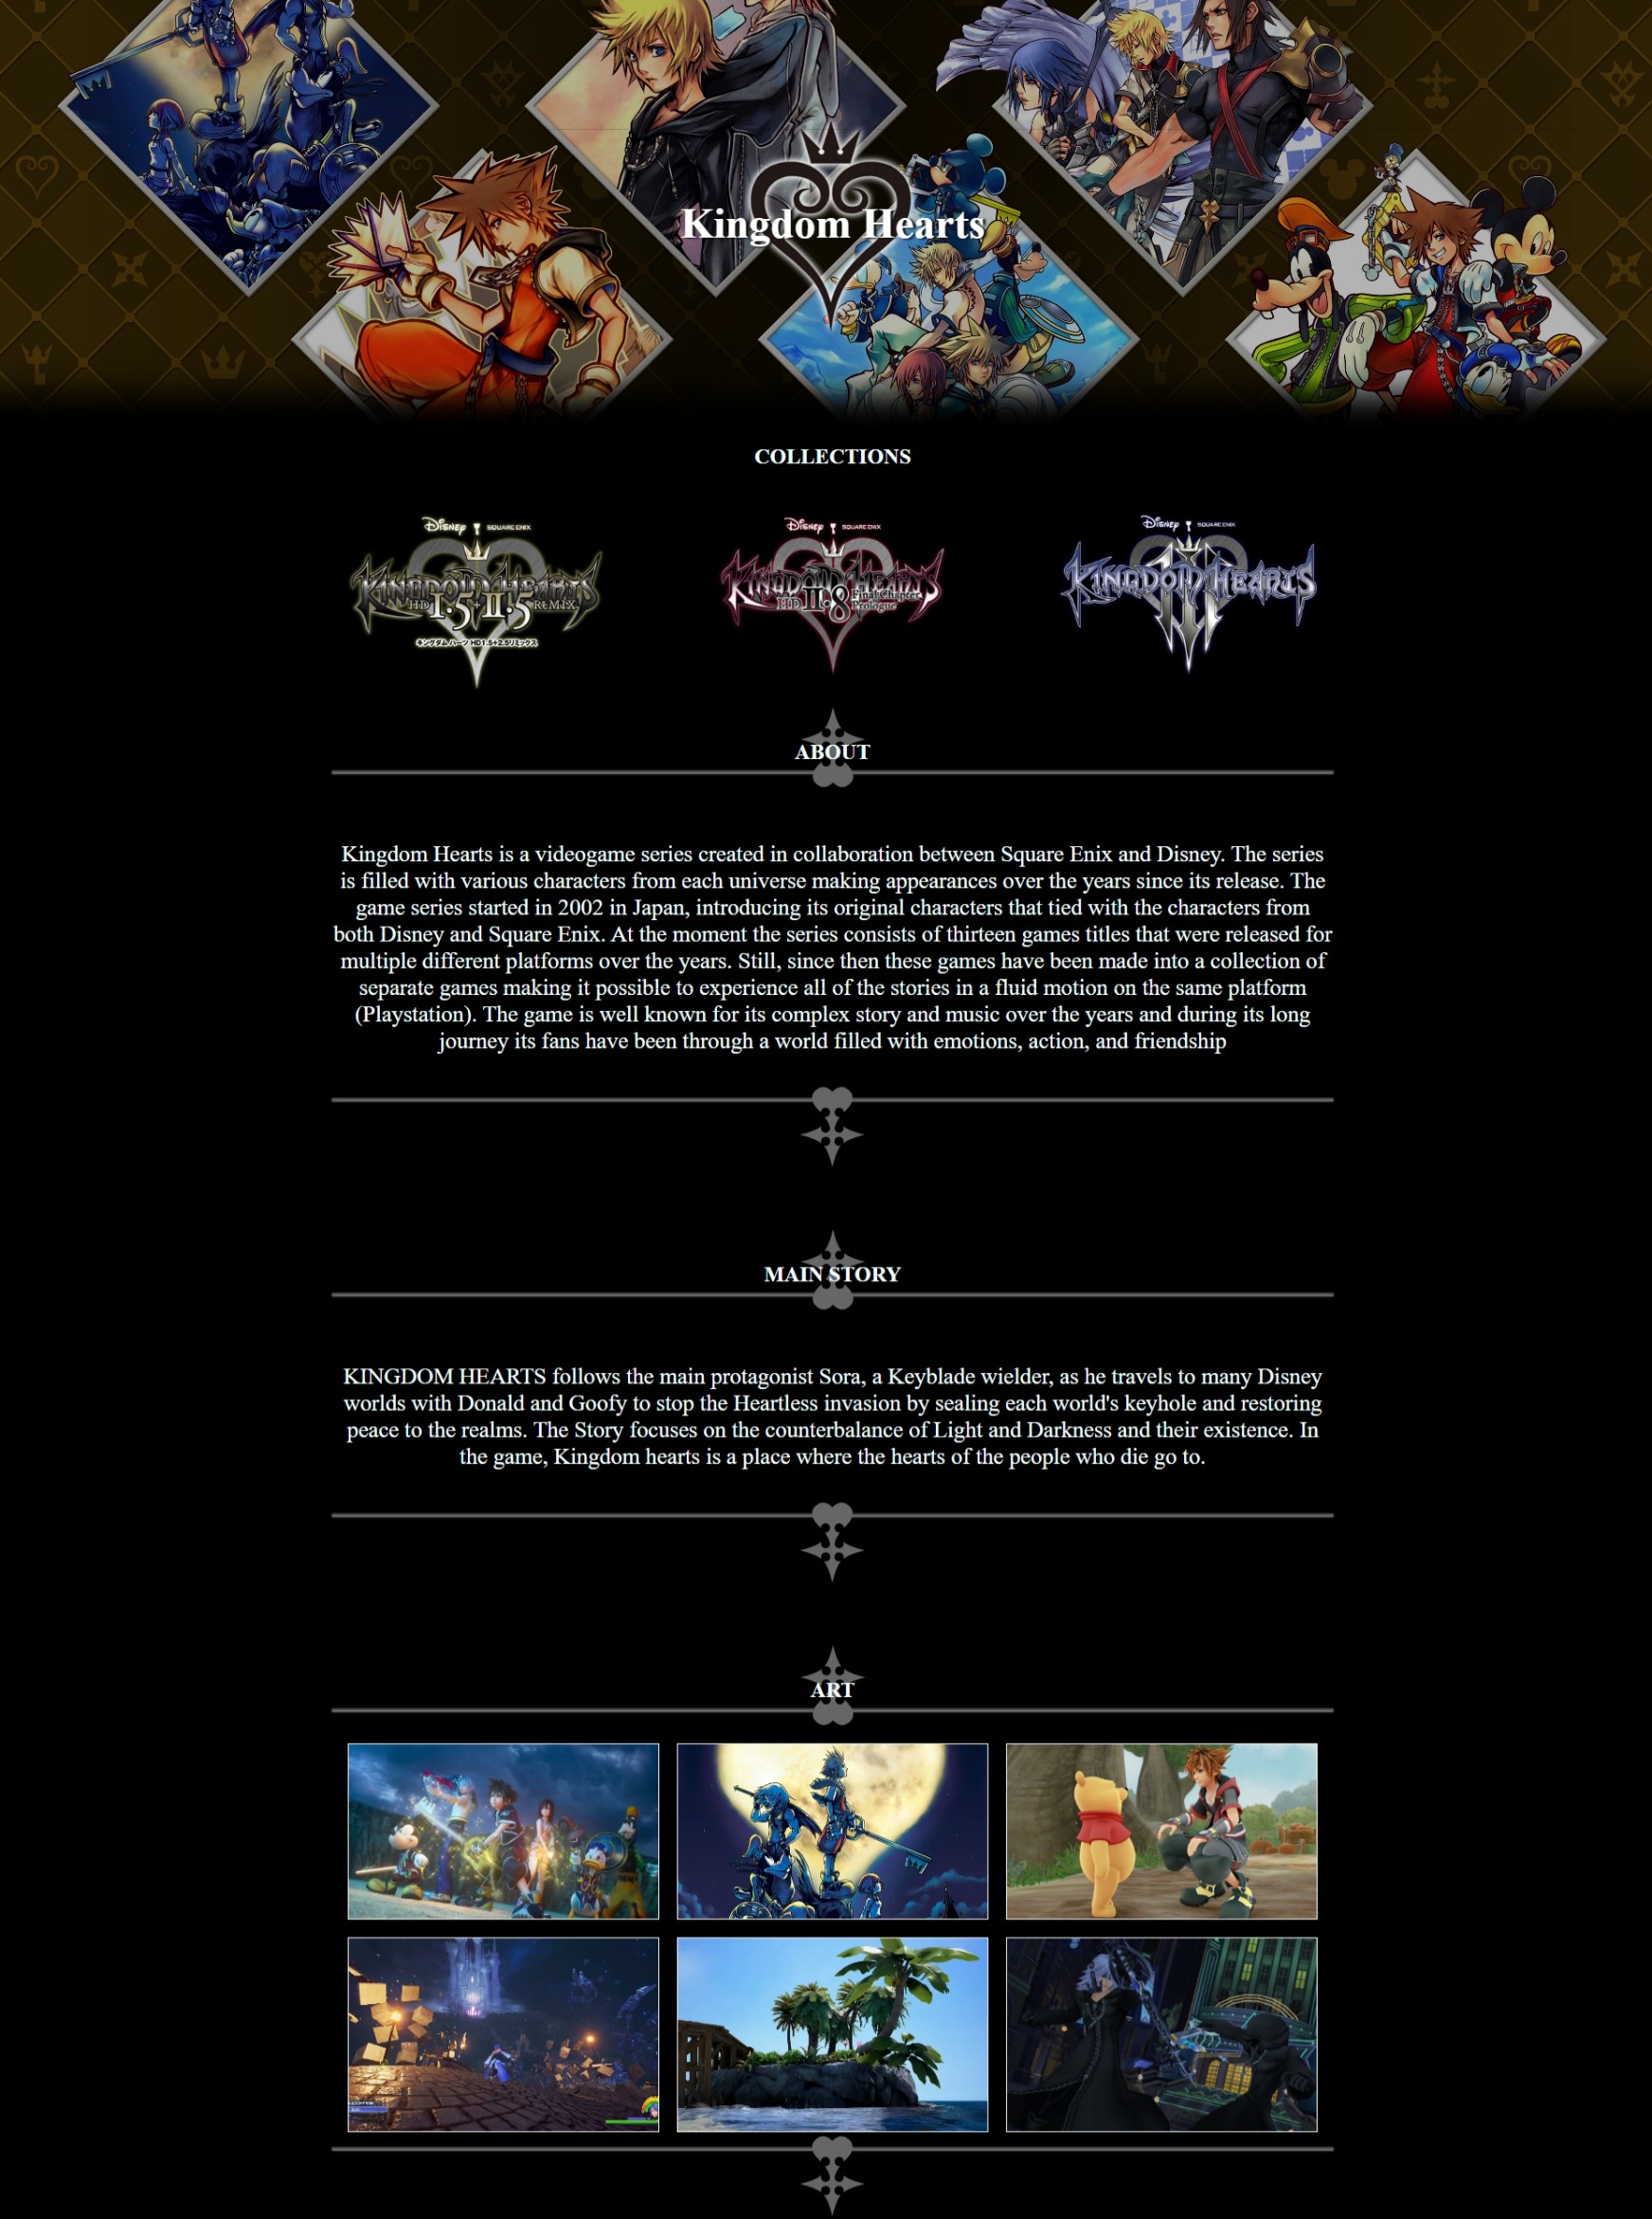 Kingdom Hearts
COLLECTIONS
Disney SQUARE ENIX
KINGDOM HEARTS
HD 1.5+II.5 ReMIX
キングダム ハーツ HD1.5+2.5リミックス
Disney SQUARE ENIX
KINGDOM HEARTS
HD II.8 Final Chapter
Prologue
Disney SQUARE ENIX
KINGDOM HEARTS
III
ABOUT
Kingdom Hearts is a videogame series created in collaboration between Square Enix and Disney. The series
is filled with various characters from each universe making appearances over the years since its release. The
game series started in 2002 in Japan, introducing its original characters that tied with the characters from
both Disney and Square Enix. At the moment the series consists of thirteen games titles that were released for
multiple different platforms over the years. Still, since then these games have been made into a collection of
separate games making it possible to experience all of the stories in a fluid motion on the same platform
(Playstation). The game is well known for its complex story and music over the years and during its long
journey its fans have been through a world filled with emotions, action, and friendship
MAIN STORY
KINGDOM HEARTS follows the main protagonist Sora, a Keyblade wielder, as he travels to many Disney
worlds with Donald and Goofy to stop the Heartless invasion by sealing each world's keyhole and restoring
peace to the realms. The Story focuses on the counterbalance of Light and Darkness and their existence. In
the game, Kingdom hearts is a place where the hearts of the people who die go to.
ART